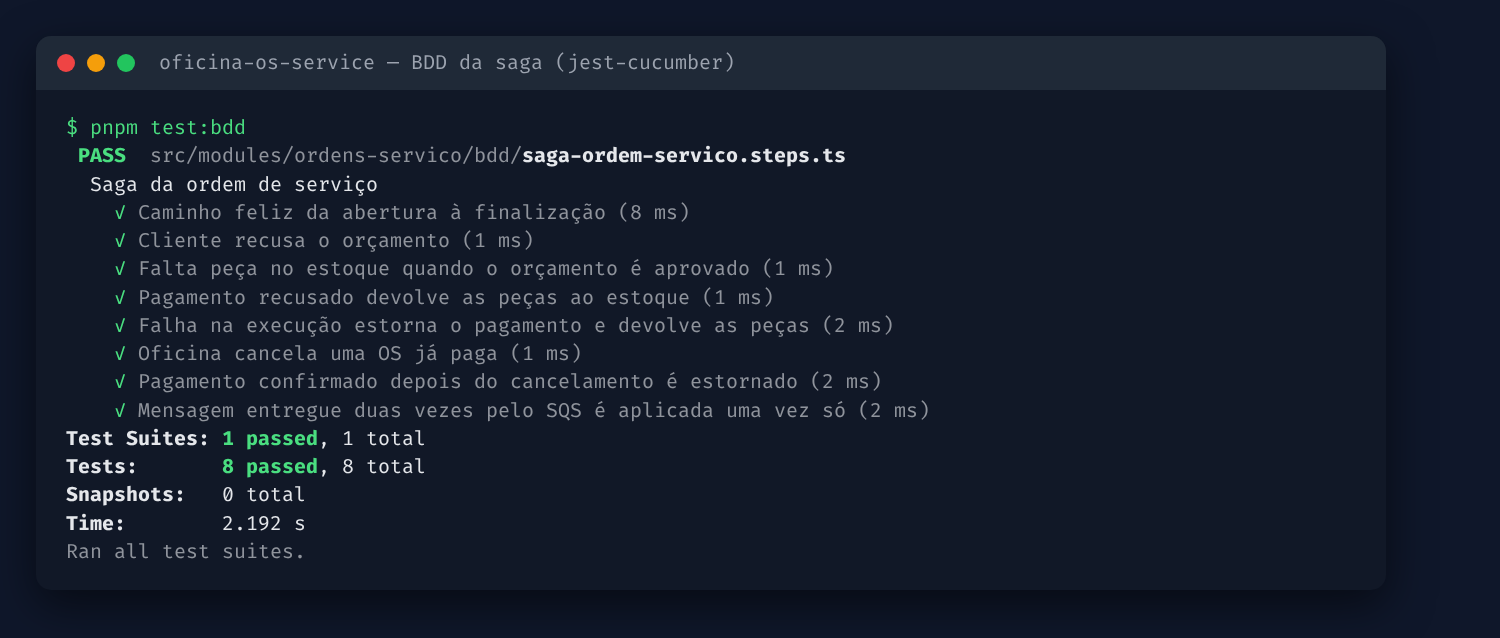 oficina-os-service — BDD da saga (jest-cucumber)
$ pnpm test:bdd
PASS src/modules/ordens-servico/bdd/saga-ordem-servico.steps.ts
Saga da ordem de serviço
√ Caminho feliz da abertura à finalização (8 ms)
√ Cliente recusa o orçamento (1 ms)
√ Falta peça no estoque quando o orçamento é aprovado (1 ms)
√ Pagamento recusado devolve as peças ao estoque (1 ms)
√ Falha na execução estorna o pagamento e devolve as peças (2 ms)
√ Oficina cancela uma OS já paga (1 ms)
√ Pagamento confirmado depois do cancelamento é estornado (2 ms)
√ Mensagem entregue duas vezes pelo SQS é aplicada uma vez só (2 ms)
Test Suites: 1 passed, 1 total
Tests: 8 passed, 8 total
Snapshots: 0 total
Time: 2.192 s
Ran all test suites.